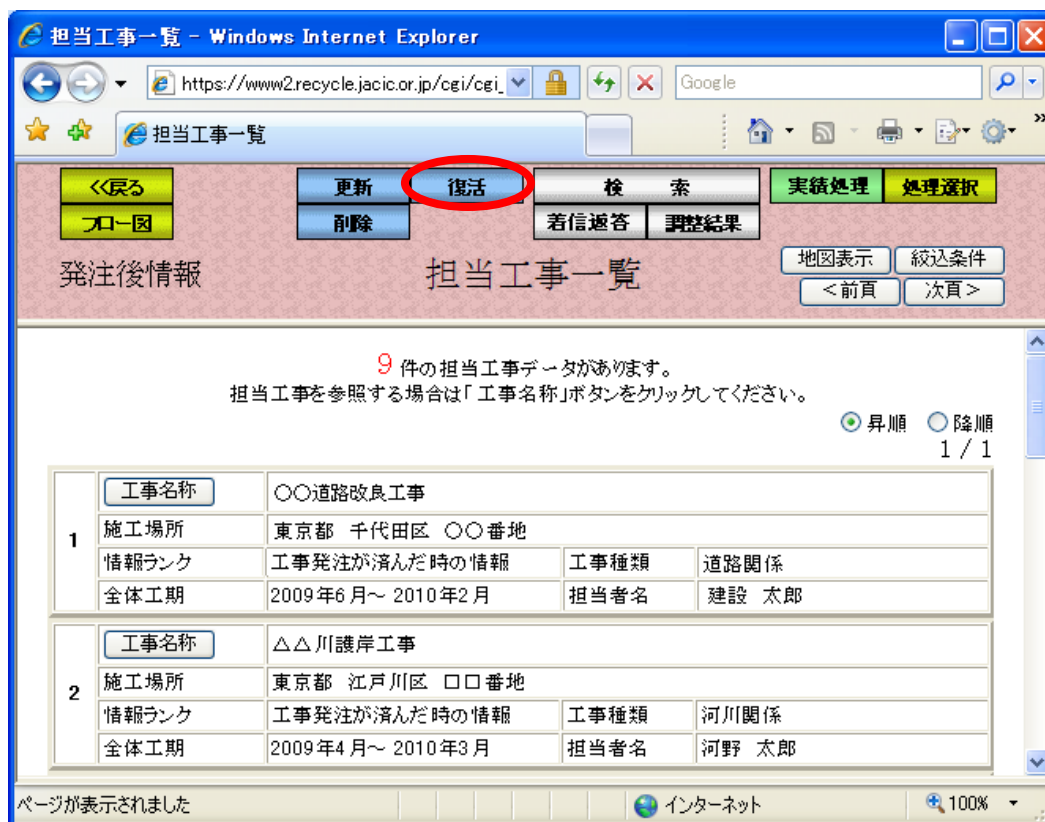 担当工事一覧 - Windows Internet Explorer
https://www2.recycle.jacic.or.jp/cgi/cgi_
Google
担当工事一覧
<<戻る 更新 復活 検 索 実績処理 処理選択
フロー図 削除 着信返答 調整結果
発注後情報 担当工事一覧 地図表示 絞込条件
<前頁 次頁>
9 件の担当工事データがあります。
担当工事を参照する場合は「工事名称」ボタンをクリックしてください。
昇順 降順
1 / 1
1
工事名称 〇〇道路改良工事
施工場所 東京都 千代田区 〇〇番地
情報ランク 工事発注が済んだ時の情報 工事種類 道路関係
全体工期 2009年6月～2010年2月 担当者名 建設 太郎
2
工事名称 △△川護岸工事
施工場所 東京都 江戸川区 □□番地
情報ランク 工事発注が済んだ時の情報 工事種類 河川関係
全体工期 2009年4月～2010年3月 担当者名 河野 太郎
ページが表示されました インターネット 100%